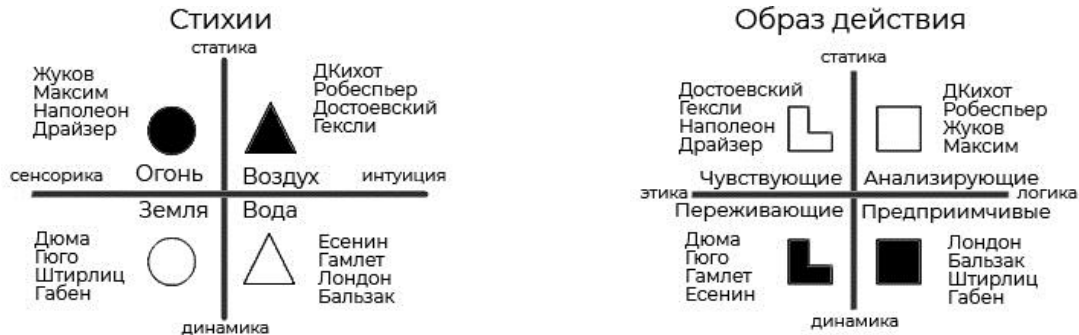 Стихии
статика
Жуков
Максим
Наполеон
Драйзер
ДКихот
Робеспьер
Достоевский
Гексли
сенсорика
Огонь
Воздух
интуиция
Земля
Вода
Дюма
Гюго
Штирлиц
Габен
Есенин
Гамлет
Лондон
Бальзак
динамика
Образ действия
статика
Достоевский
Гексли
Наполеон
Драйзер
ДКихот
Робеспьер
Жуков
Максим
Чувствующие
Анализирующие
этика
логика
Переживающие
Предприимчивые
Дюма
Гюго
Гамлет
Есенин
Лондон
Бальзак
Штирлиц
Габен
динамика